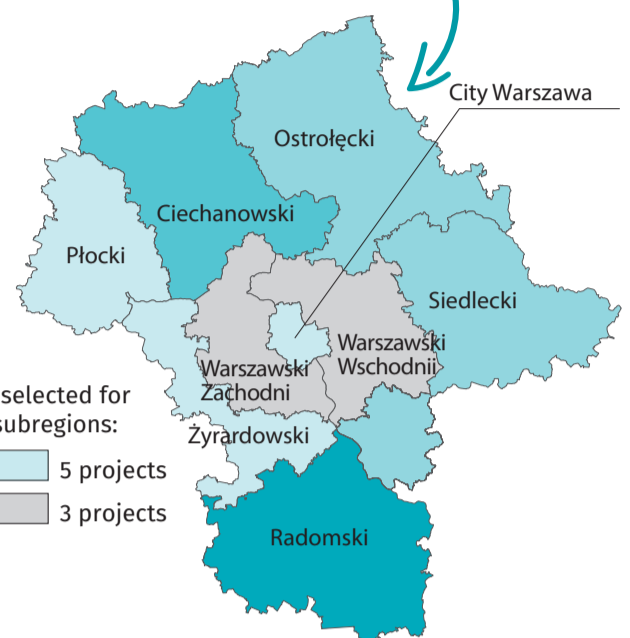 City Warszawa
Ostrołęcki
Ciechanowski
Płocki
Siedlecki
Warszawski
Wschodnii
Warszawski
Zachodni
selected for
subregions:
Żyrardowski
5 projects
3 projects
Radomski